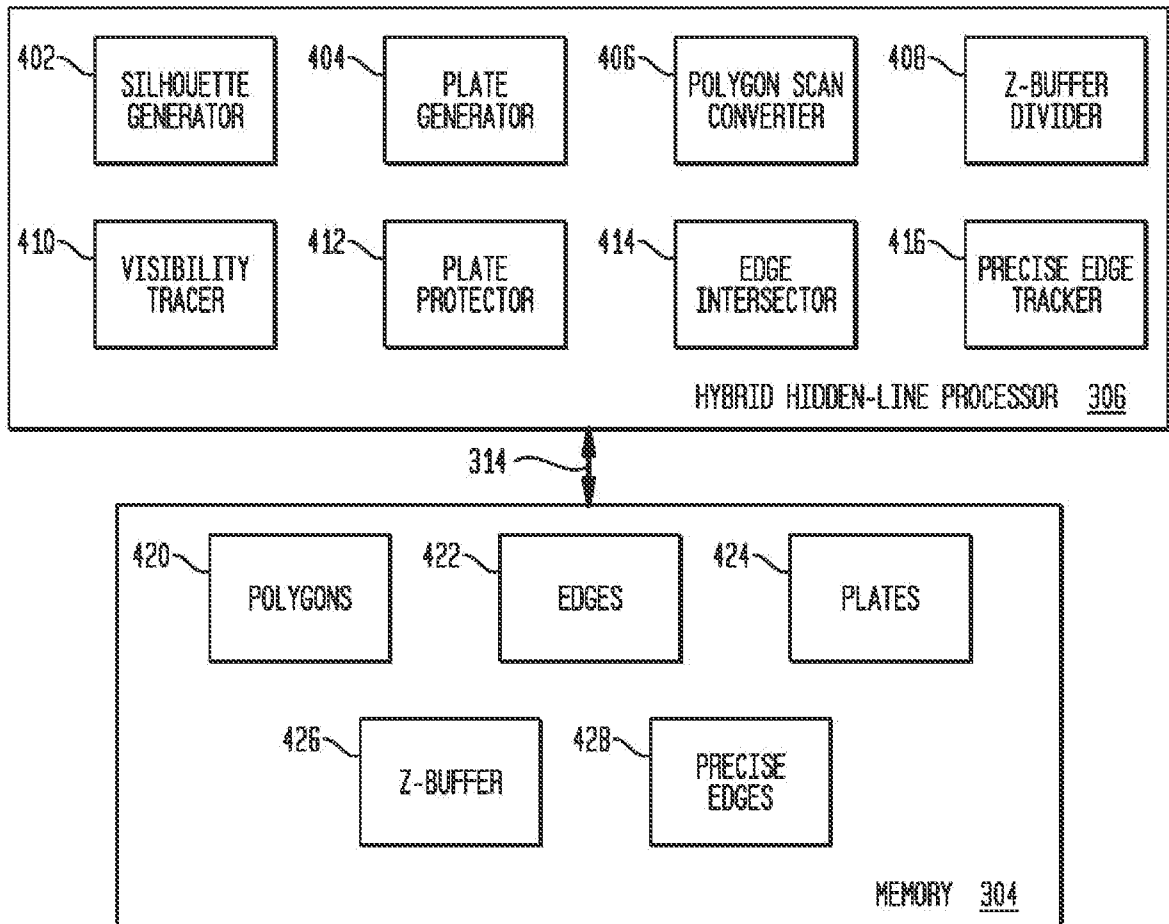 402
SILHOUETTE
GENERATOR
404
PLATE
GENERATOR
406
POLYGON SCAN
CONVERTER
408
Z-BUFFER
DIVIDER
410
VISIBILITY
TRACER
412
PLATE
PROTECTOR
414
EDGE
INTERSECTOR
416
PRECISE EDGE
TRACKER
HYBRID HIDDEN-LINE PROCESSOR 306
314
420
POLYGONS
422
EDGES
424
PLATES
426
Z-BUFFER
428
PRECISE
EDGES
MEMORY 304